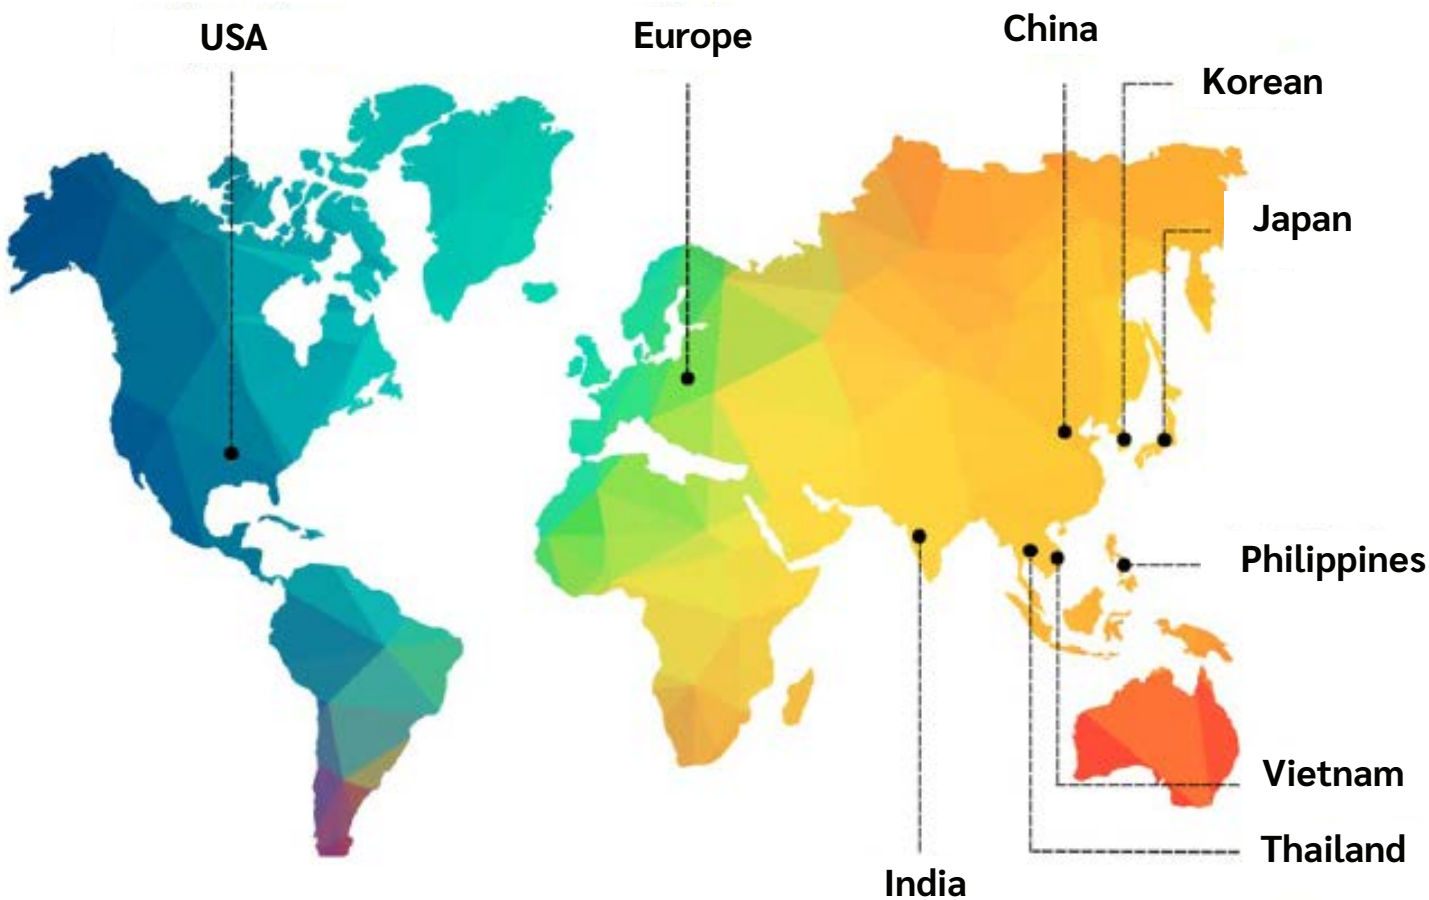 USA
Europe
China
Korean
Japan
Philippines
Vietnam
Thailand
India